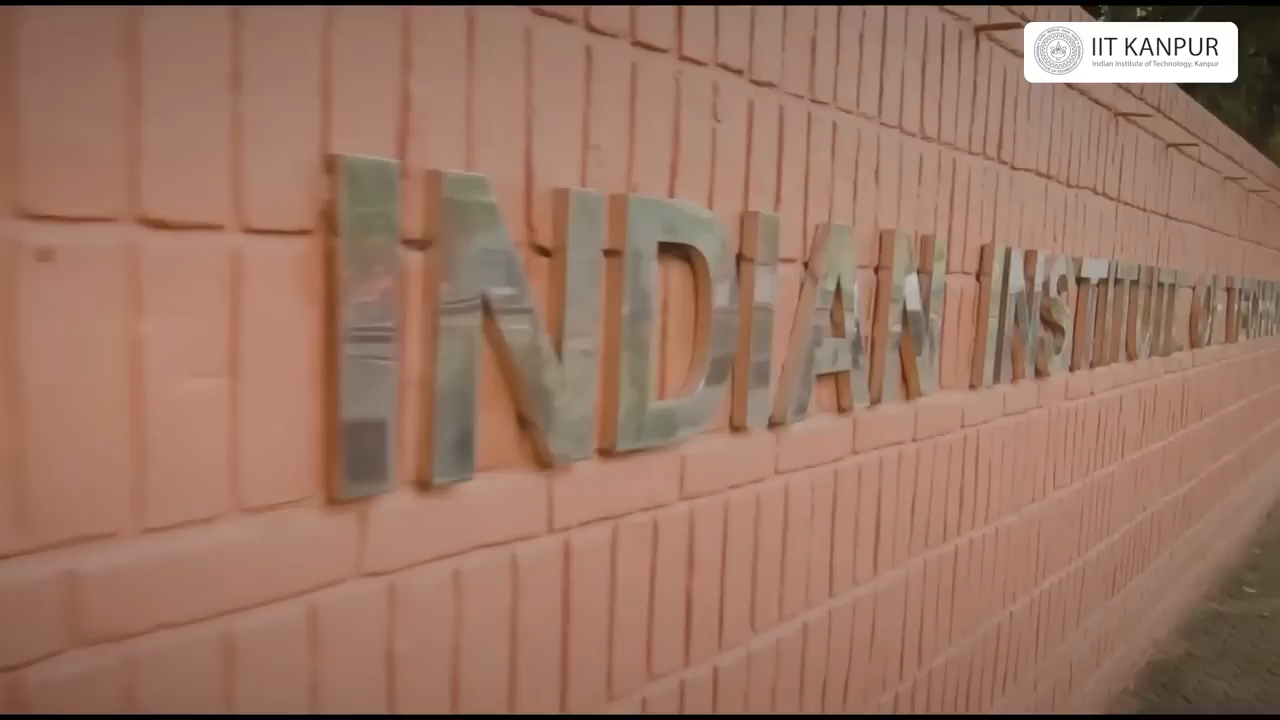 IIT KANPUR
Indian Institute of Technology, Kanpur
INDIAN INSTITUTE OF